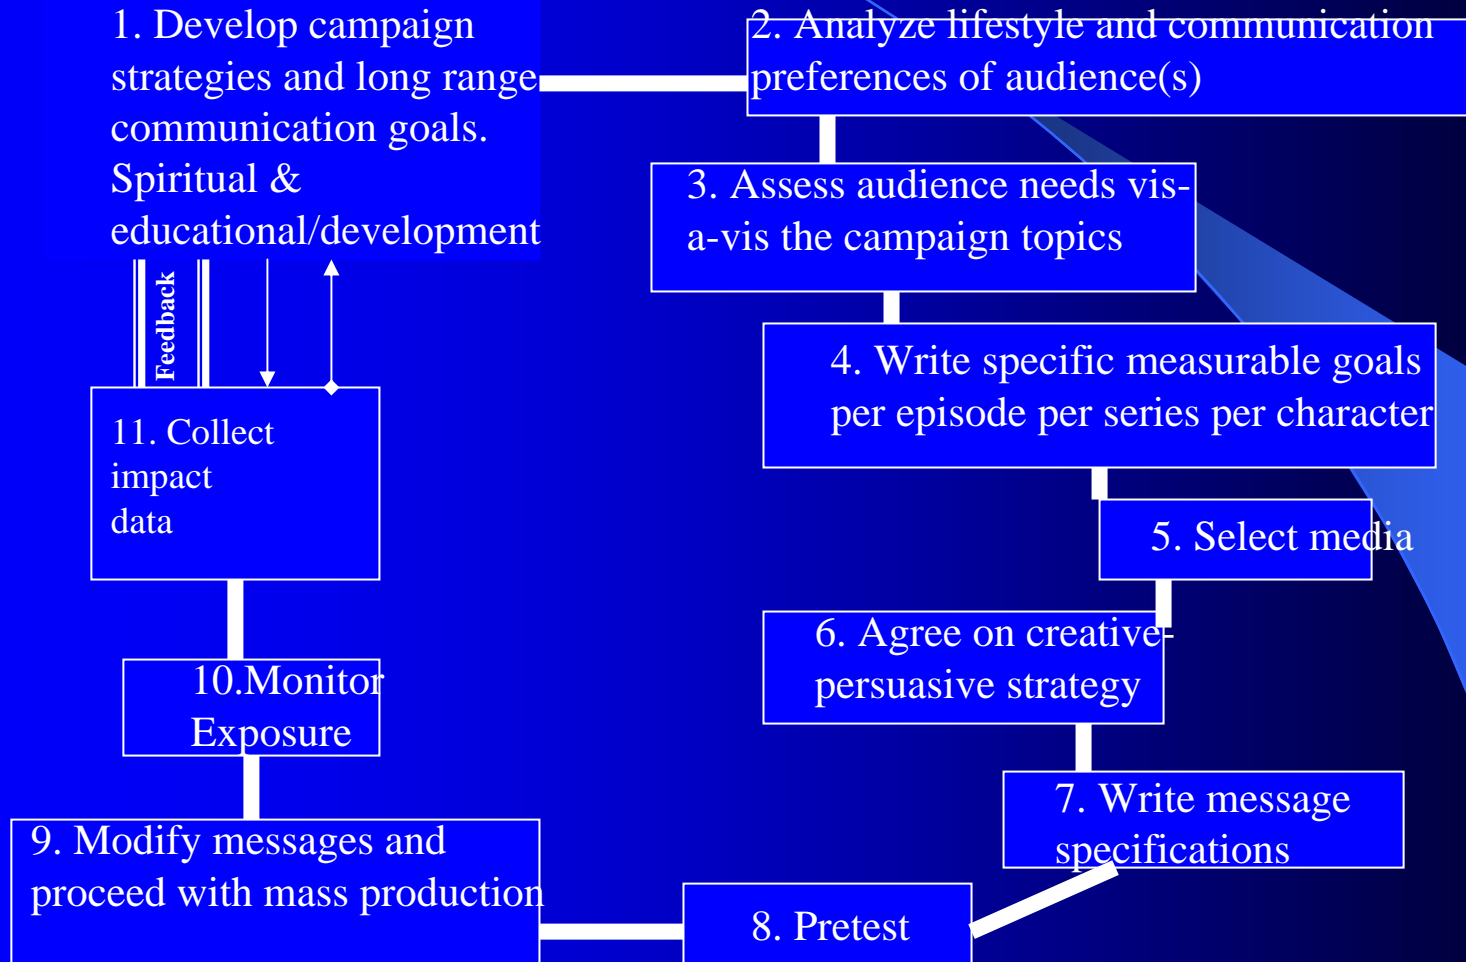 1. Develop campaign
strategies and long range
communication goals.
Spiritual &
educational/development
2. Analyze lifestyle and communication
preferences of audience(s)
3. Assess audience needs vis-
a-vis the campaign topics
4. Write specific measurable goals
per episode per series per character
5. Select media
6. Agree on creative-
persuasive strategy
7. Write message
specifications
8. Pretest
9. Modify messages and
proceed with mass production
10.Monitor
Exposure
11. Collect
impact
data
Feedback